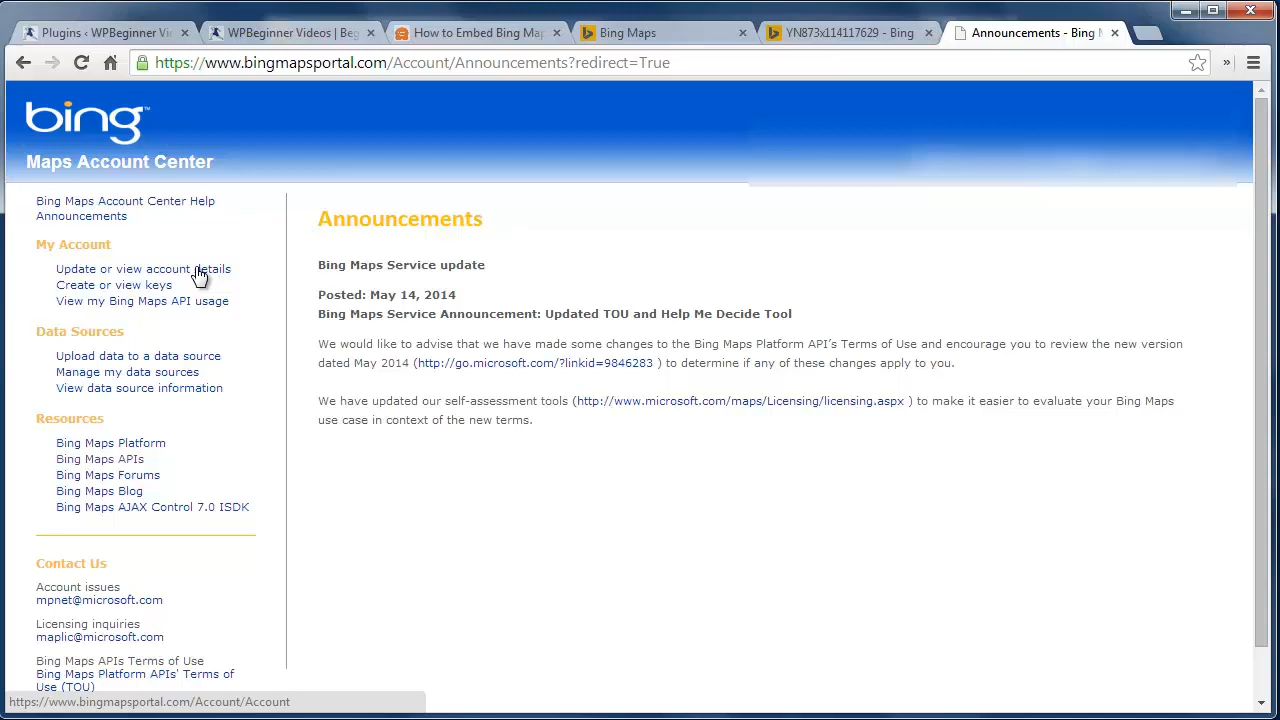 Plugins ‹ WPBeginner Vi
WPBeginner Videos | Beg
How to Embed Bing Ma
Bing Maps
YN873x114117629 - Bing
Announcements - Bing M
https://www.bingmapsportal.com/Account/Announcements?redirect=True
»
bing™
Maps Account Center
Bing Maps Account Center Help
Announcements
My Account
Update or view account details
Create or view keys
View my Bing Maps API usage
Data Sources
Upload data to a data source
Manage my data sources
View data source information
Resources
Bing Maps Platform
Bing Maps APIs
Bing Maps Forums
Bing Maps Blog
Bing Maps AJAX Control 7.0 ISDK
Contact Us
Account issues
mpnet@microsoft.com
Licensing inquiries
maplic@microsoft.com
Bing Maps APIs Terms of Use
Bing Maps Platform APIs' Terms of
Use (TOU)
Announcements
Bing Maps Service update
Posted: May 14, 2014
Bing Maps Service Announcement: Updated TOU and Help Me Decide Tool
We would like to advise that we have made some changes to the Bing Maps Platform API's Terms of Use and encourage you to review the new version
dated May 2014 (http://go.microsoft.com/?linkid=9846283 ) to determine if any of these changes apply to you.
We have updated our self-assessment tools (http://www.microsoft.com/maps/Licensing/licensing.aspx ) to make it easier to evaluate your Bing Maps
use case in context of the new terms.
https://www.bingmapsportal.com/Account/Account